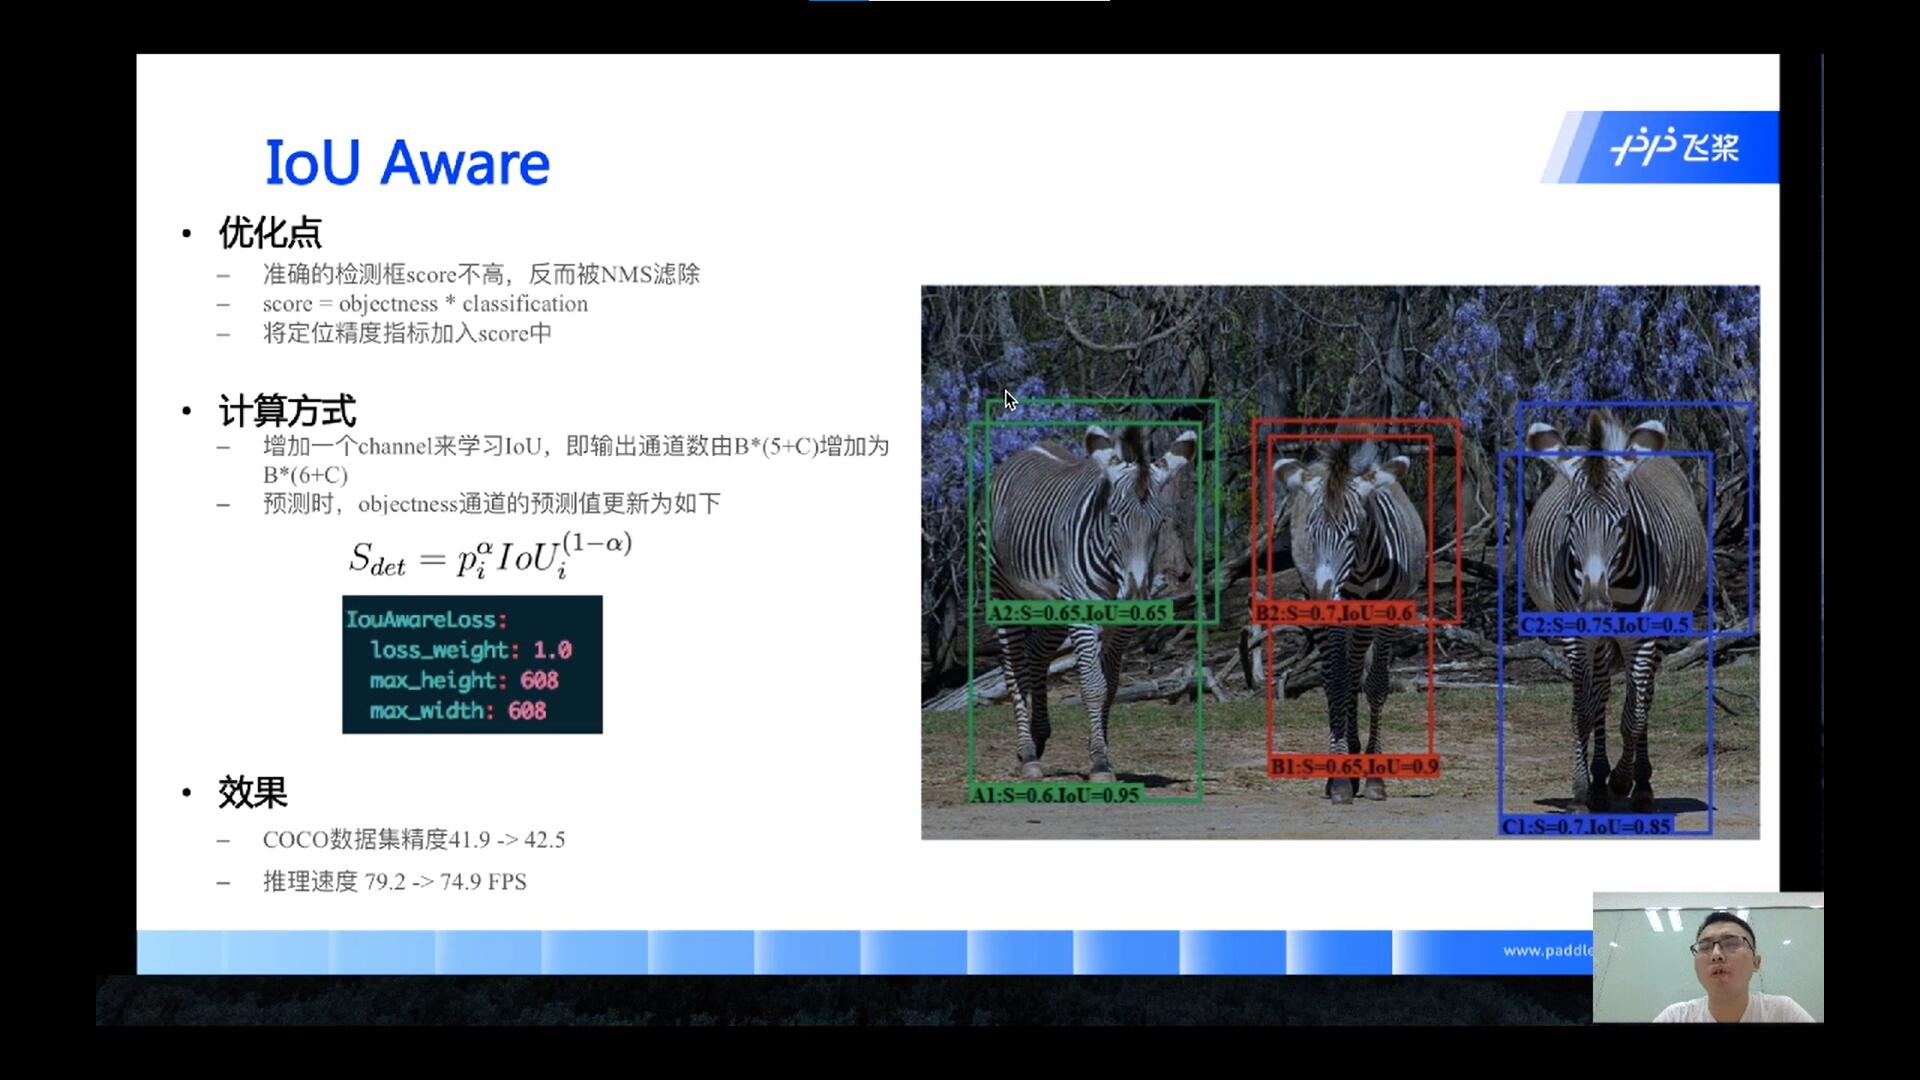 IoU Aware
飞桨
• 优化点
– 准确的检测框score不高，反而被NMS滤除
– score = objectness * classification
– 将定位精度指标加入score中
• 计算方式
– 增加一个channel来学习IoU，即输出通道数由B*(5+C)增加为
B*(6+C)
– 预测时，objectness通道的预测值更新为如下
S_{det} = p_i^α IoU_i^{(1−α)}
IouAwareLoss:
loss_weight: 1.0
max_height: 608
max_width: 608
• 效果
– COCO数据集精度41.9 -> 42.5
– 推理速度 79.2 -> 74.9 FPS
A2:S=0.65,IoU=0.65
B2:S=0.7,IoU=0.6
C2:S=0.75,IoU=0.5
B1:S=0.65,IoU=0.9
A1:S=0.6,IoU=0.95
C1:S=0.7,IoU=0.85
www.paddle